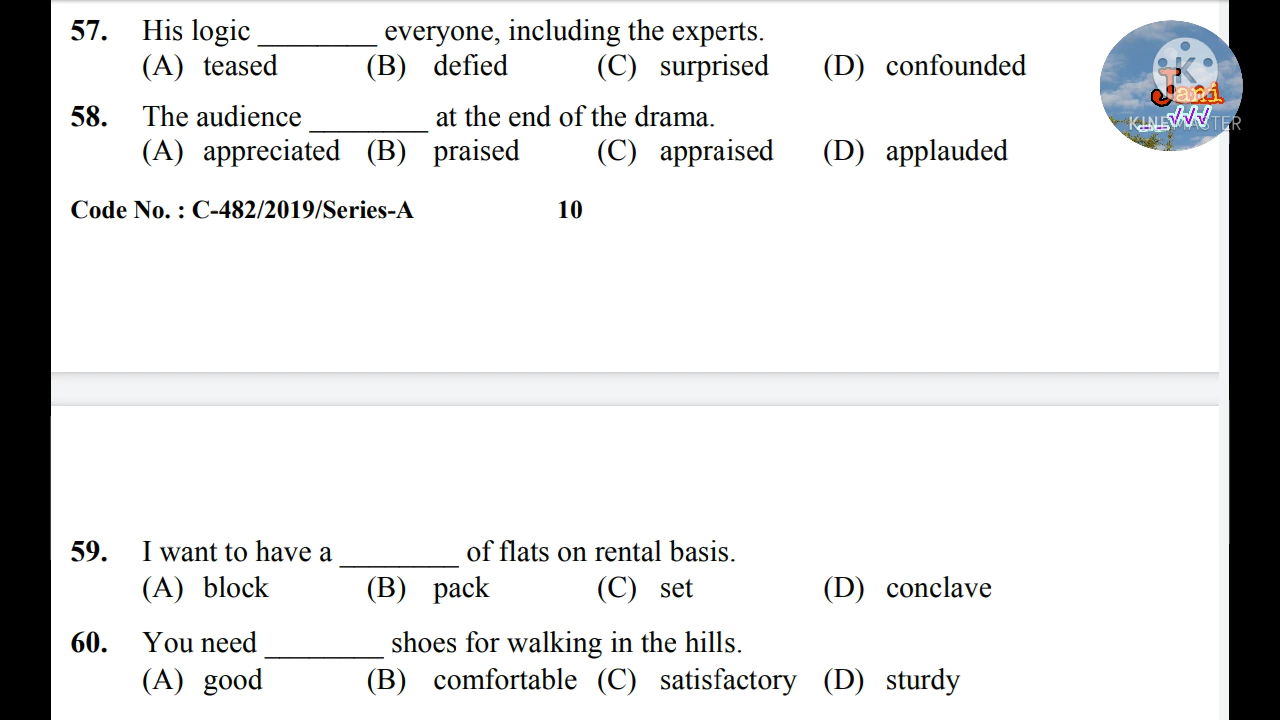 57. His logic ________ everyone, including the experts.
(A) teased (B) defied (C) surprised (D) confounded
58. The audience ________ at the end of the drama.
(A) appreciated (B) praised (C) appraised (D) applauded
Code No. : C-482/2019/Series-A 10
59. I want to have a ________ of flats on rental basis.
(A) block (B) pack (C) set (D) conclave
60. You need ________ shoes for walking in the hills.
(A) good (B) comfortable (C) satisfactory (D) sturdy
K
Jani
√√√
KINEMASTER